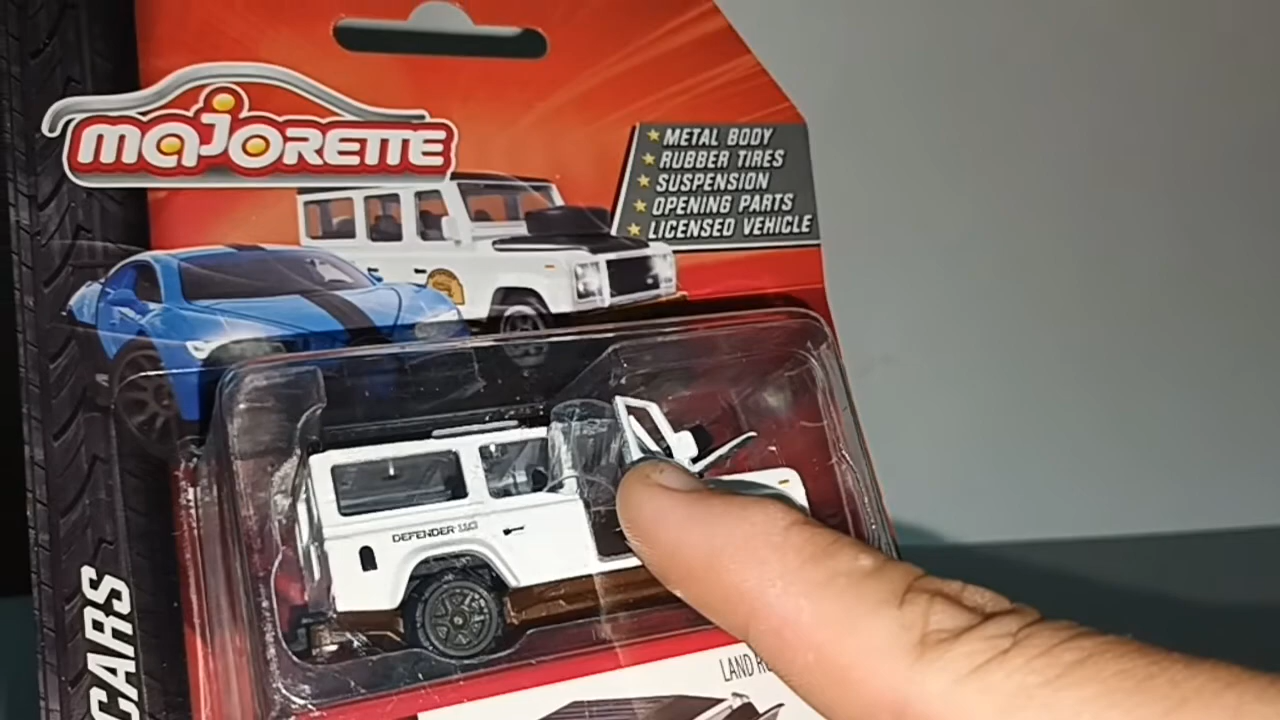 MAJORETTE
METAL BODY
RUBBER TIRES
SUSPENSION
OPENING PARTS
LICENSED VEHICLE
DEFENDER 110
CARS
LAND